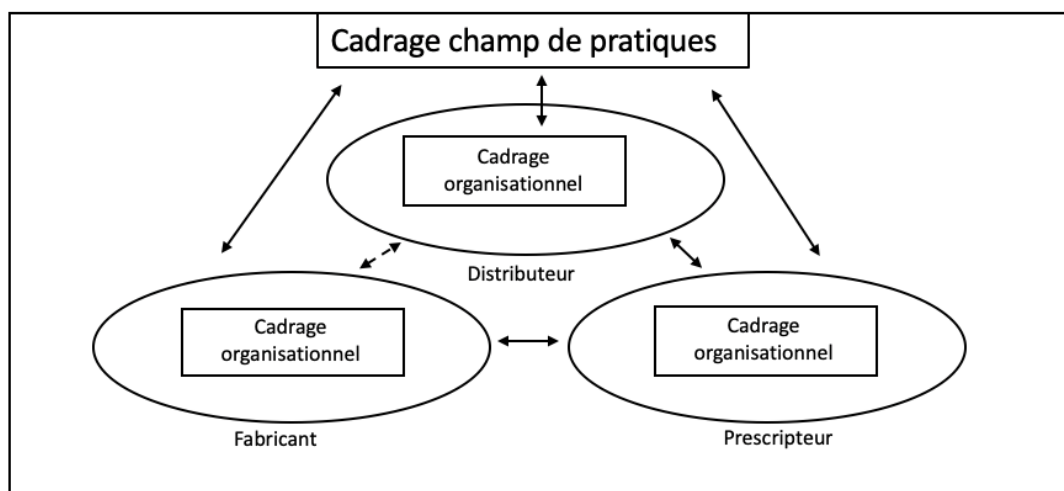 Cadrage champ de pratiques
Cadrage
organisationnel
Distributeur
Cadrage
organisationnel
Fabricant
Cadrage
organisationnel
Prescripteur